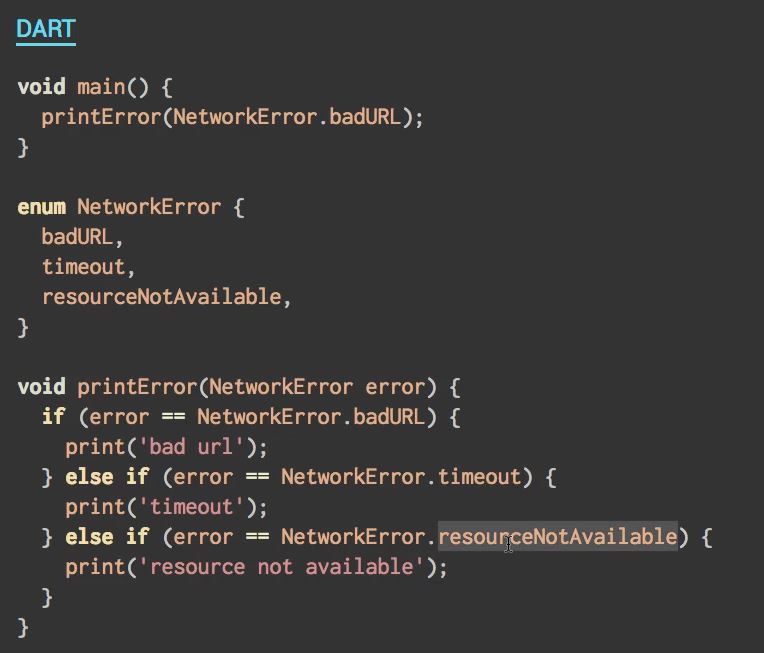 DART
void main() {
  printError(NetworkError.badURL);
}
enum NetworkError {
  badURL,
  timeout,
  resourceNotAvailable,
}
void printError(NetworkError error) {
  if (error == NetworkError.badURL) {
    print('bad url');
  } else if (error == NetworkError.timeout) {
    print('timeout');
  } else if (error == NetworkError.resourceNotAvailable) {
    print('resource not available');
  }
}